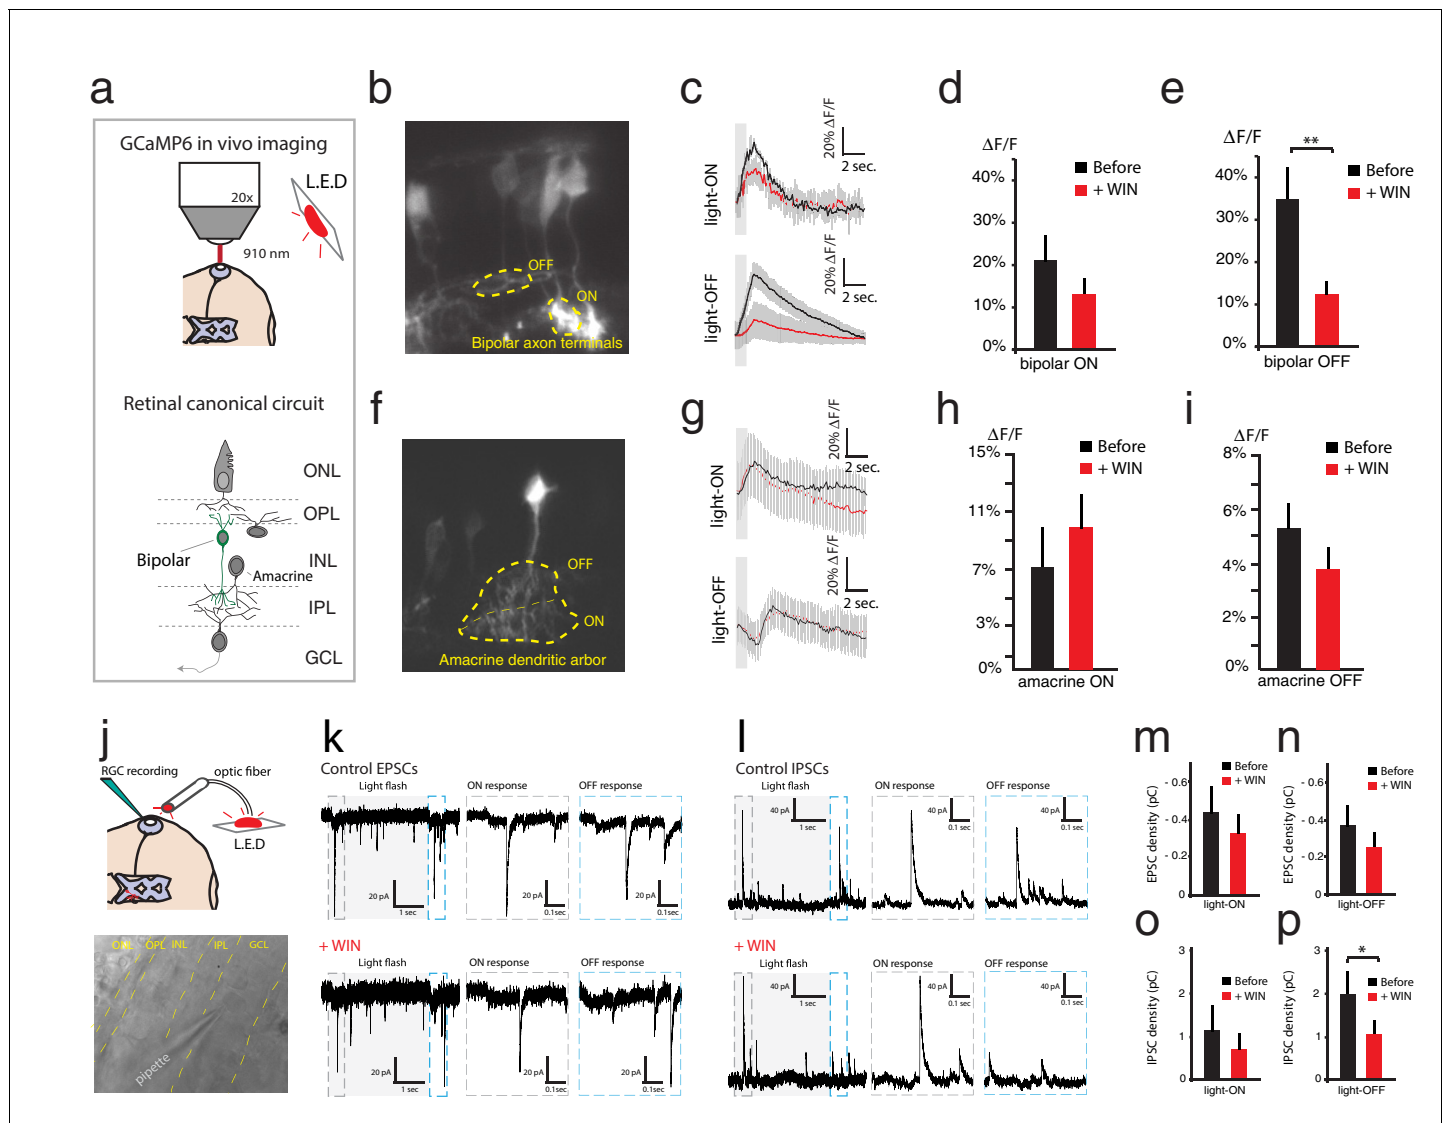 a
GCaMP6 in vivo imaging
20x
L.E.D
910 nm
Retinal canonical circuit
ONL
OPL
Bipolar
INL
Amacrine
IPL
GCL
b
OFF
ON
Bipolar axon terminals
c
light-ON
20% ΔF/F
2 sec.
light-OFF
20% ΔF/F
2 sec.
d
ΔF/F
Before
+ WIN
40%
30%
20%
10%
0%
bipolar ON
e
ΔF/F
**
Before
+ WIN
40%
30%
20%
10%
0%
bipolar OFF
f
OFF
ON
Amacrine dendritic arbor
g
light-ON
20% ΔF/F
2 sec.
light-OFF
20% ΔF/F
2 sec.
h
ΔF/F
Before
+ WIN
15%
11%
7%
3%
0%
amacrine ON
i
ΔF/F
Before
+ WIN
8%
6%
4%
2%
0%
amacrine OFF
j
RGC recording
optic fiber
L.E.D
ONL OPL INL IPL GCL
pipette
k
Control EPSCs
Light flash
20 pA
1 sec
ON response
20 pA
0.1sec
OFF response
20 pA
0.1sec
+ WIN
Light flash
20 pA
1 sec
ON response
20 pA
0.1sec
OFF response
20 pA
0.1sec
l
Control IPSCs
Light flash
40 pA
1 sec
ON response
40 pA
0.1 sec
OFF response
40 pA
0.1 sec
+ WIN
Light flash
40 pA
1 sec
ON response
40 pA
0.1 sec
OFF response
40 pA
0.1 sec
m
EPSC density (pC)
Before
+ WIN
- 0.6
- 0.4
- 0.2
0
light-ON
n
EPSC density (pC)
Before
+ WIN
- 0.6
- 0.4
- 0.2
0
light-OFF
o
IPSC density (pC)
Before
+ WIN
3
2
1
0
light-ON
p
IPSC density (pC)
*
Before
+ WIN
3
2
1
0
light-OFF